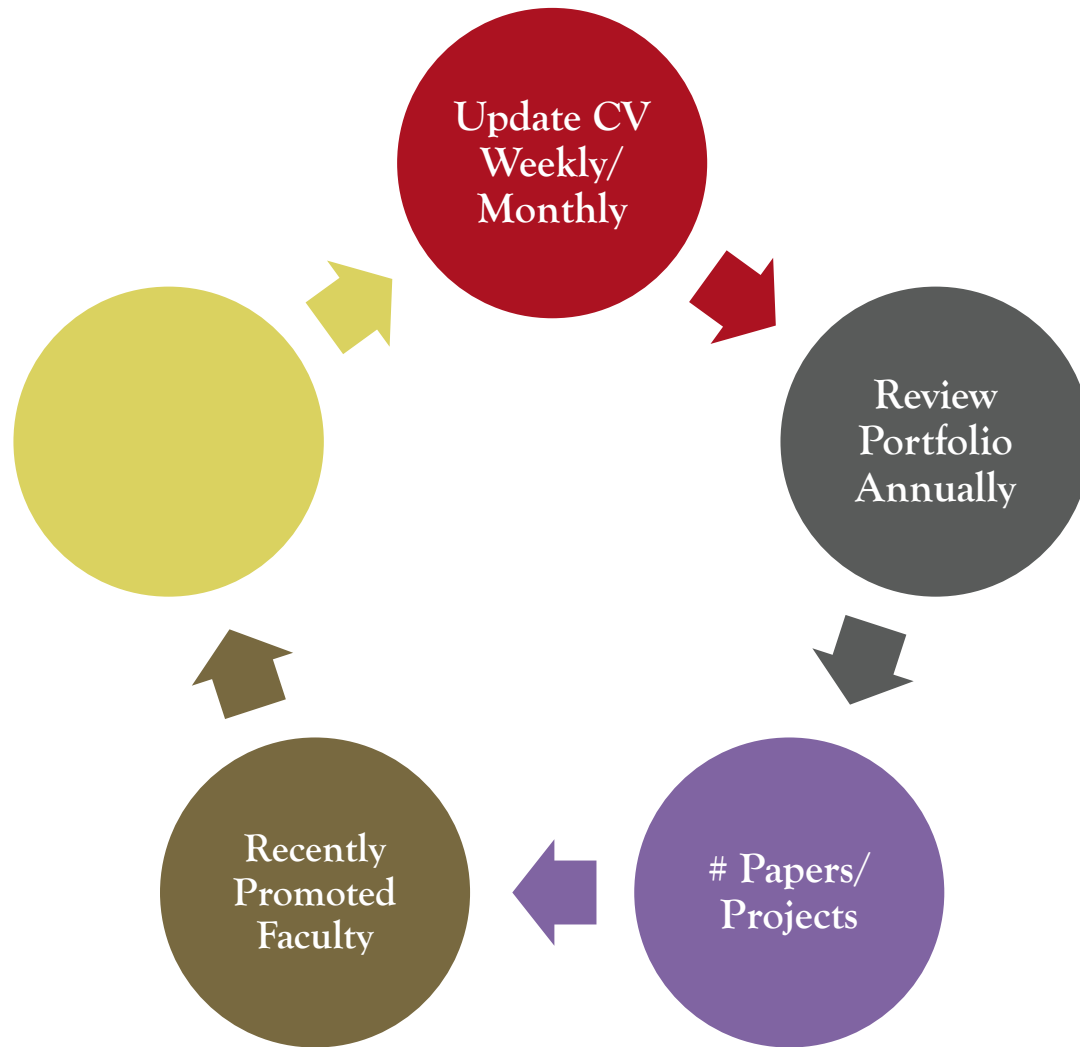 Update CV
Weekly/
Monthly
Review
Portfolio
Annually
# Papers/
Projects
Recently
Promoted
Faculty